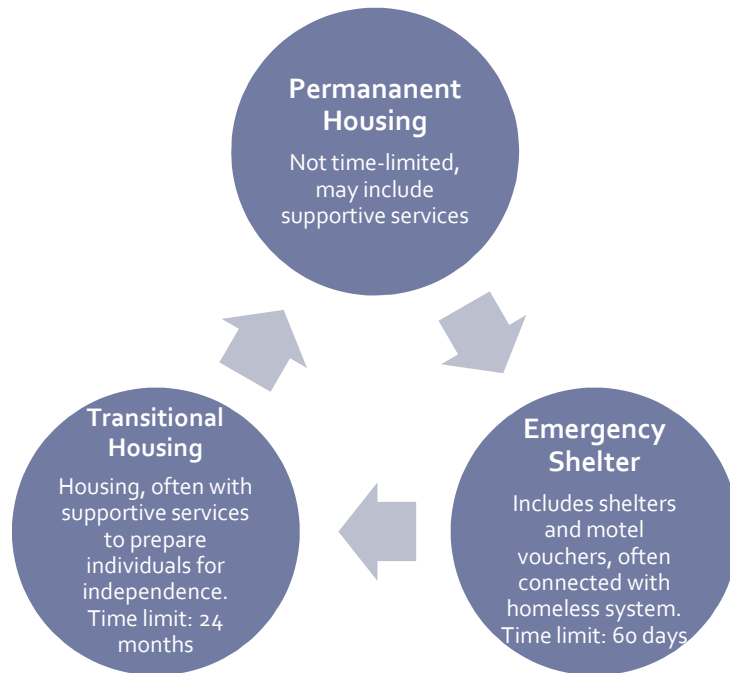 Permananent
Housing
Not time-limited,
may include
supportive services
Transitional
Housing
Housing, often with
supportive services
to prepare
individuals for
independence.
Time limit: 24
months
Emergency
Shelter
Includes shelters
and motel
vouchers, often
connected with
homeless system.
Time limit: 60 days